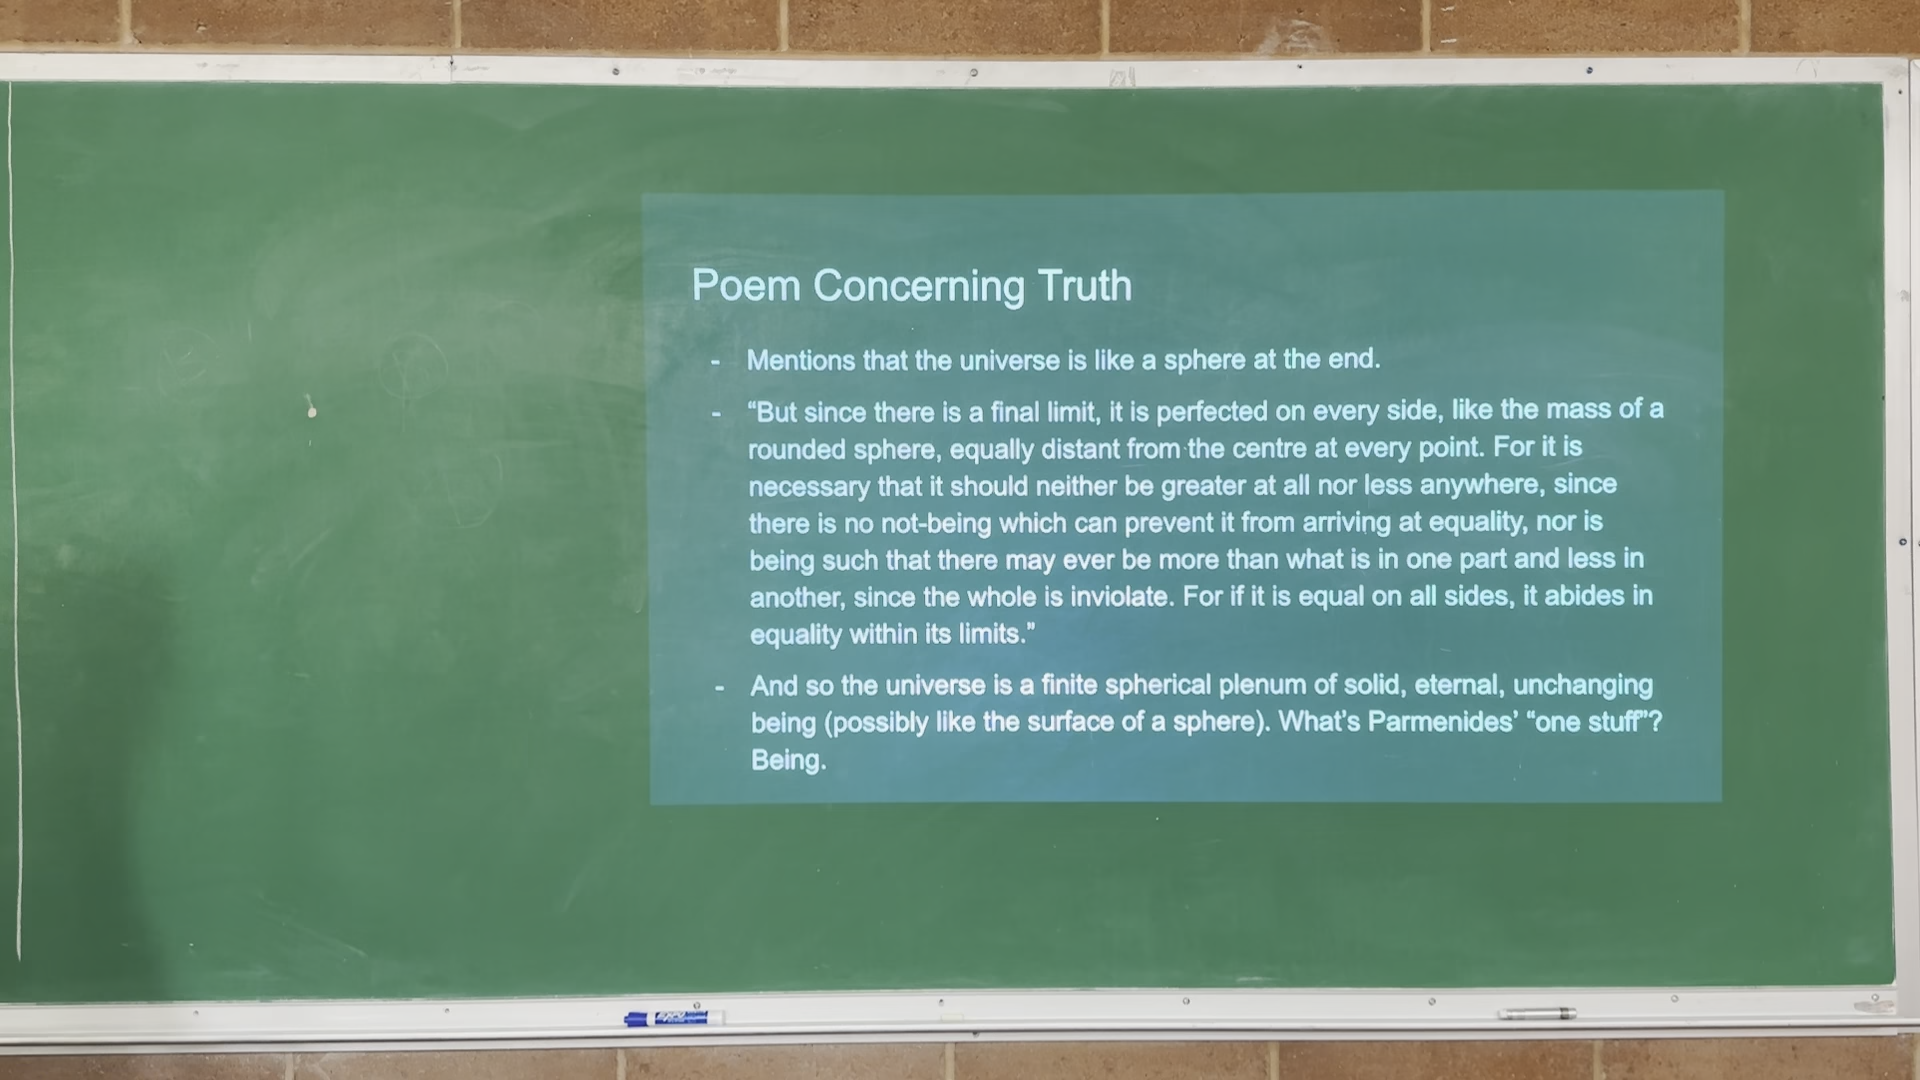 Poem Concerning Truth
- Mentions that the universe is like a sphere at the end.
- “But since there is a final limit, it is perfected on every side, like the mass of a
rounded sphere, equally distant from the centre at every point. For it is
necessary that it should neither be greater at all nor less anywhere, since
there is no not-being which can prevent it from arriving at equality, nor is
being such that there may ever be more than what is in one part and less in
another, since the whole is inviolate. For if it is equal on all sides, it abides in
equality within its limits.”
- And so the universe is a finite spherical plenum of solid, eternal, unchanging
being (possibly like the surface of a sphere). What’s Parmenides’ “one stuff”?
Being.
EXPO